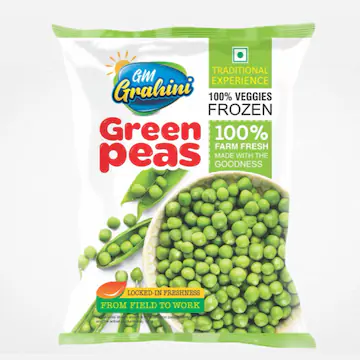 GM
Grahini
TRADITIONAL
EXPERIENCE
100% VEGGIES
FROZEN
Green
peas
100%
FARM FRESH
MADE WITH THE
GOODNESS
LOCKED-IN FRESHNESS
FROM FIELD TO WORK